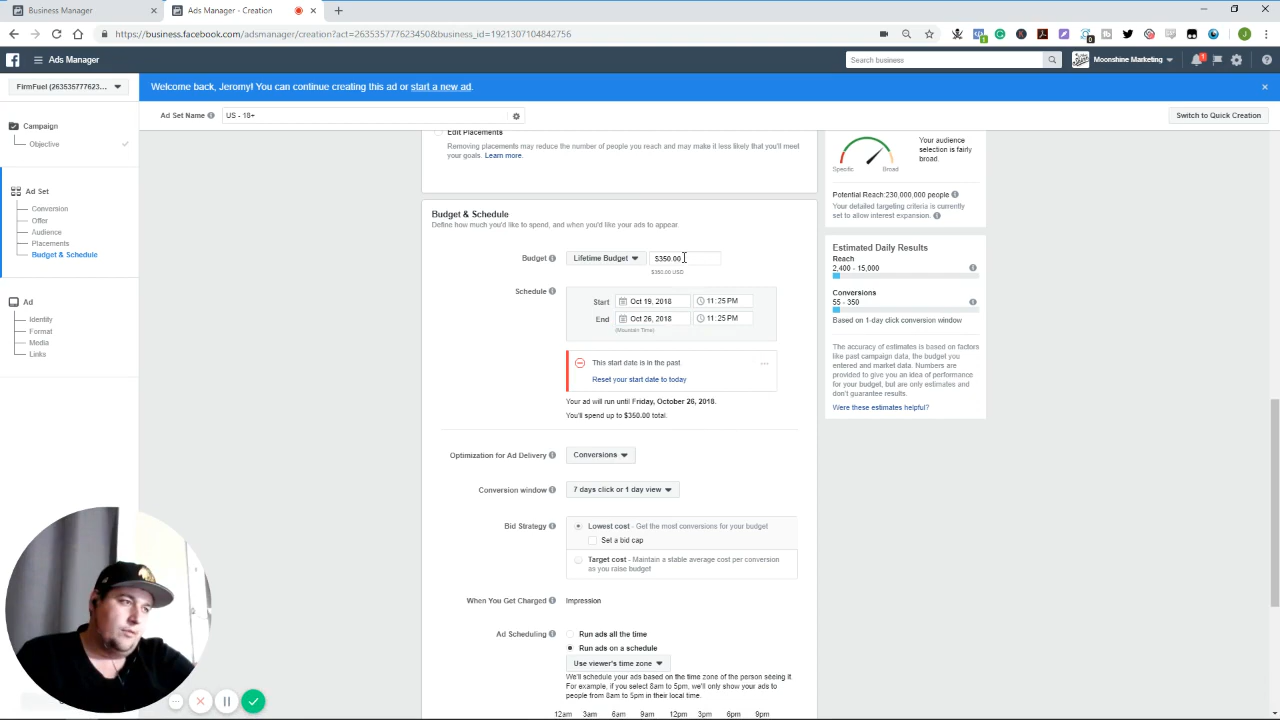 Business Manager
Ads Manager - Creation
https://business.facebook.com/adsmanager/creation?act=263535777623450&business_id=1921307104842756
Ads Manager
Search business
Moonshine Marketing
FirmFuel (26353577762...
Welcome back, Jeromy! You can continue creating this ad or start a new ad.
Ad Set Name
US - 18+
Switch to Quick Creation
Campaign
Objective
Ad Set
Conversion
Offer
Audience
Placements
Budget & Schedule
Ad
Identity
Format
Media
Links
Edit Placements
Removing placements may reduce the number of people you reach and may make it less likely that you'll meet
your goals. Learn more.
Budget & Schedule
Define how much you'd like to spend, and when you'd like your ads to appear.
Budget
Lifetime Budget
$350.00
$350.00 USD
Schedule
Start
Oct 19, 2018
11:25 PM
End
Oct 26, 2018
11:25 PM
(Mountain Time)
This start date is in the past
Reset your start date to today
Your ad will run until Friday, October 26, 2018.
You'll spend up to $350.00 total.
Optimization for Ad Delivery
Conversions
Conversion window
7 days click or 1 day view
Bid Strategy
Lowest cost - Get the most conversions for your budget
Set a bid cap
Target cost - Maintain a stable average cost per conversion
as you raise budget
When You Get Charged
Impression
Ad Scheduling
Run ads all the time
Run ads on a schedule
Use viewer's time zone
We'll schedule your ads based on the time zone of the person seeing it.
For example, if you select 8am to 5pm, we'll only show your ads to
people from 8am to 5pm in their local time.
12am 3am 6am 9am 12pm 3pm 6pm 9pm
Specific
Broad
Your audience
selection is fairly
broad.
Potential Reach:230,000,000 people
Your detailed targeting criteria is currently
set to allow interest expansion.
Estimated Daily Results
Reach
2,400 - 15,000
Conversions
55 - 350
Based on 1-day click conversion window
The accuracy of estimates is based on factors
like past campaign data, the budget you
entered and market data. Numbers are
provided to give you an idea of performance
for your budget, but are only estimates and
don't guarantee results.
Were these estimates helpful?